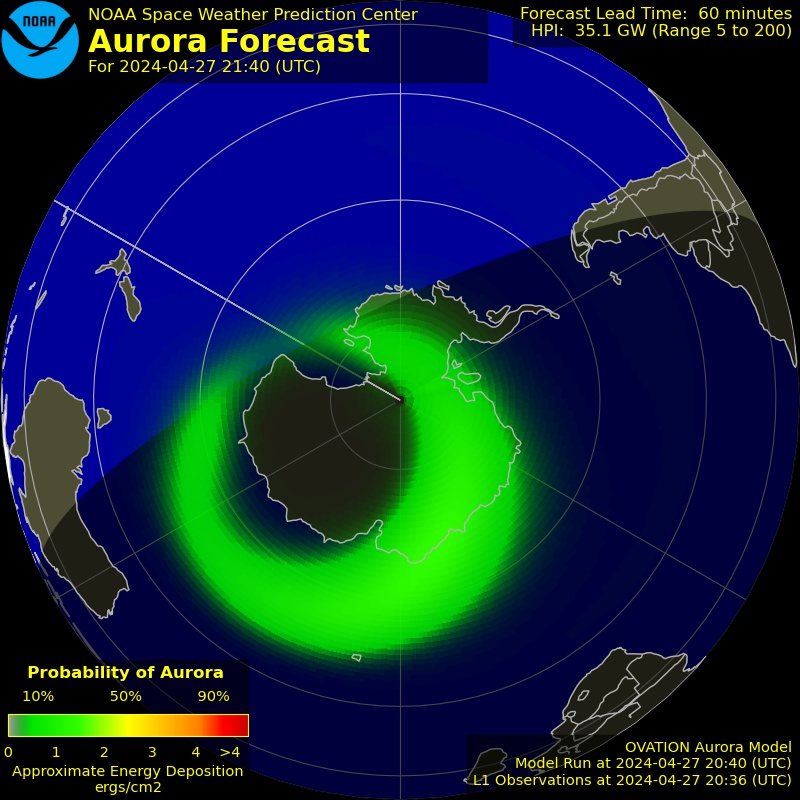 NOAA
NOAA Space Weather Prediction Center
Aurora Forecast
For 2024-04-27 21:40 (UTC)
Forecast Lead Time: 60 minutes
HPI: 35.1 GW (Range 5 to 200)
Probability of Aurora
10% 50% 90%
0 1 2 3 4 >4
Approximate Energy Deposition
ergs/cm2
OVATION Aurora Model
Model Run at 2024-04-27 20:40 (UTC)
L1 Observations at 2024-04-27 20:36 (UTC)